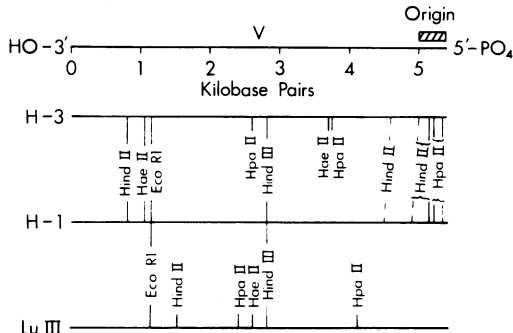 Origin
V
HO-3′ 5′-PO4
0 1 2 3 4 5
Kilobase Pairs
H-3
Hind II
Hae II
Eco RI
Hpa II
Hind III
Hae II
Hpa II
Hind II
Hind II
Hpa II
H-1
Eco RI
Hind II
Hpa II
Hae II
Hind III
Hpa II
Lu III